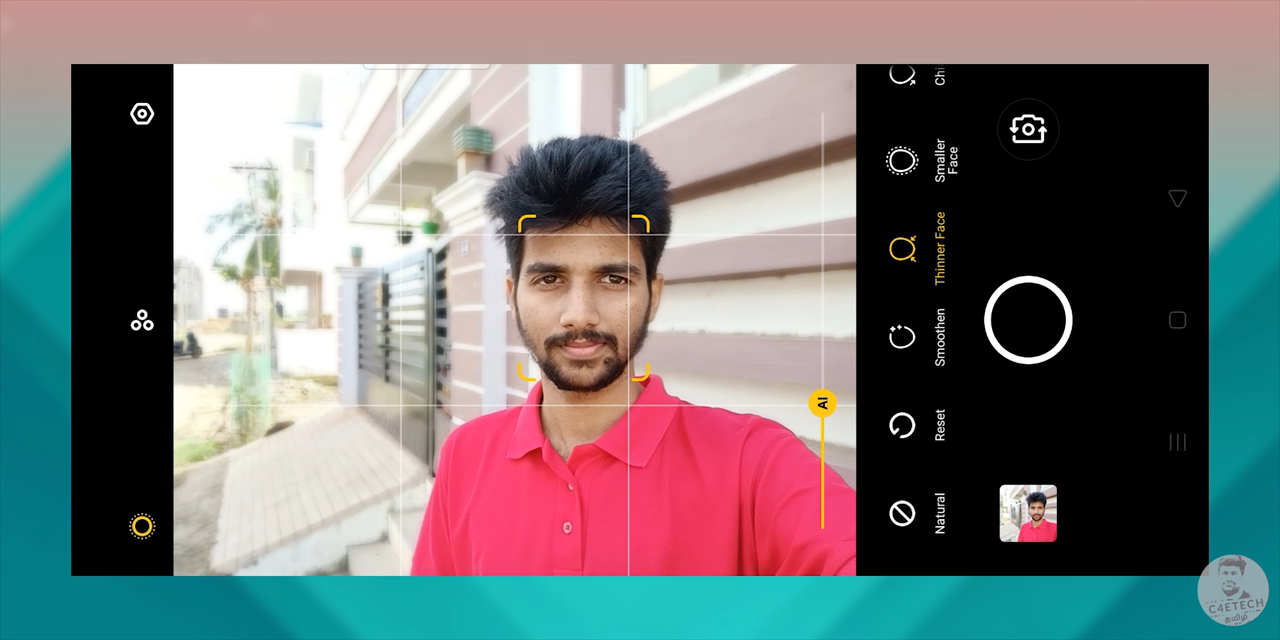 Chi
Smaller
Face
Thinner Face
Smoothen
Reset
Natural
AI
C4ETECH
தமிழ்